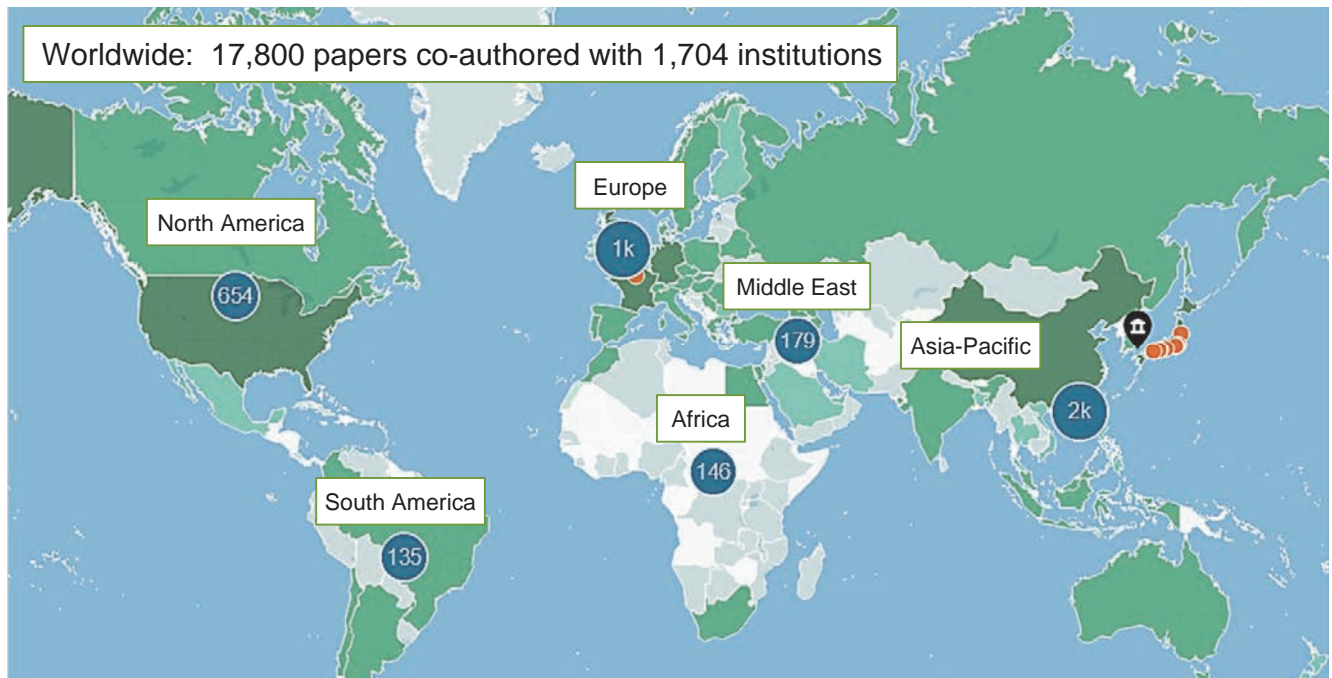 Worldwide:  17,800 papers co-authored with 1,704 institutions
Europe
North America
1k
654
Middle East
179
Asia-Pacific
2k
Africa
146
South America
135